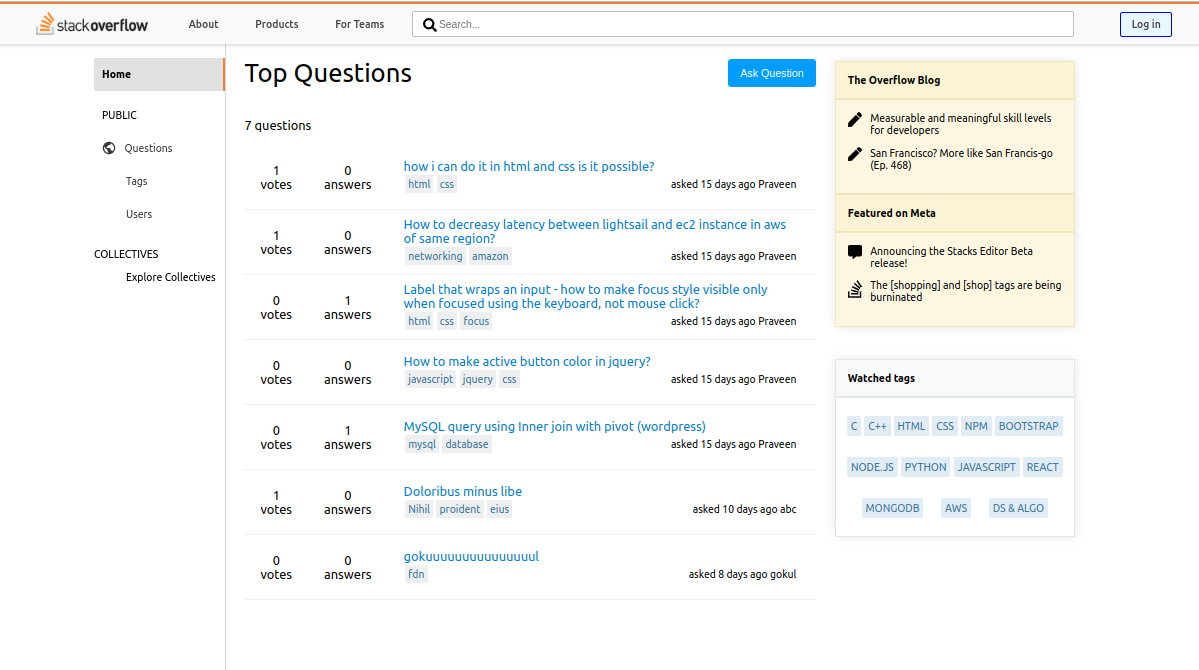 stackoverflow
About
Products
For Teams
Search...
Log in
Home
PUBLIC
Questions
Tags
Users
COLLECTIVES
Explore Collectives
Top Questions
Ask Question
7 questions
1
votes
0
answers
how i can do it in html and css is it possible?
html css
asked 15 days ago Praveen
1
votes
0
answers
How to decreasy latency between lightsail and ec2 instance in aws
of same region?
networking amazon
asked 15 days ago Praveen
0
votes
1
answers
Label that wraps an input - how to make focus style visible only
when focused using the keyboard, not mouse click?
html css focus
asked 15 days ago Praveen
0
votes
0
answers
How to make active button color in jquery?
javascript jquery css
asked 15 days ago Praveen
0
votes
1
answers
MySQL query using Inner join with pivot (wordpress)
mysql database
asked 15 days ago Praveen
1
votes
0
answers
Doloribus minus libe
Nihil proident eius
asked 10 days ago abc
0
votes
0
answers
gokuuuuuuuuuuuuuuul
fdn
asked 8 days ago gokul
The Overflow Blog
Measurable and meaningful skill levels
for developers
San Francisco? More like San Francis-go
(Ep. 468)
Featured on Meta
Announcing the Stacks Editor Beta
release!
The [shopping] and [shop] tags are being
burninated
Watched tags
C C++ HTML CSS NPM BOOTSTRAP
NODE.JS PYTHON JAVASCRIPT REACT
MONGODB AWS DS & ALGO